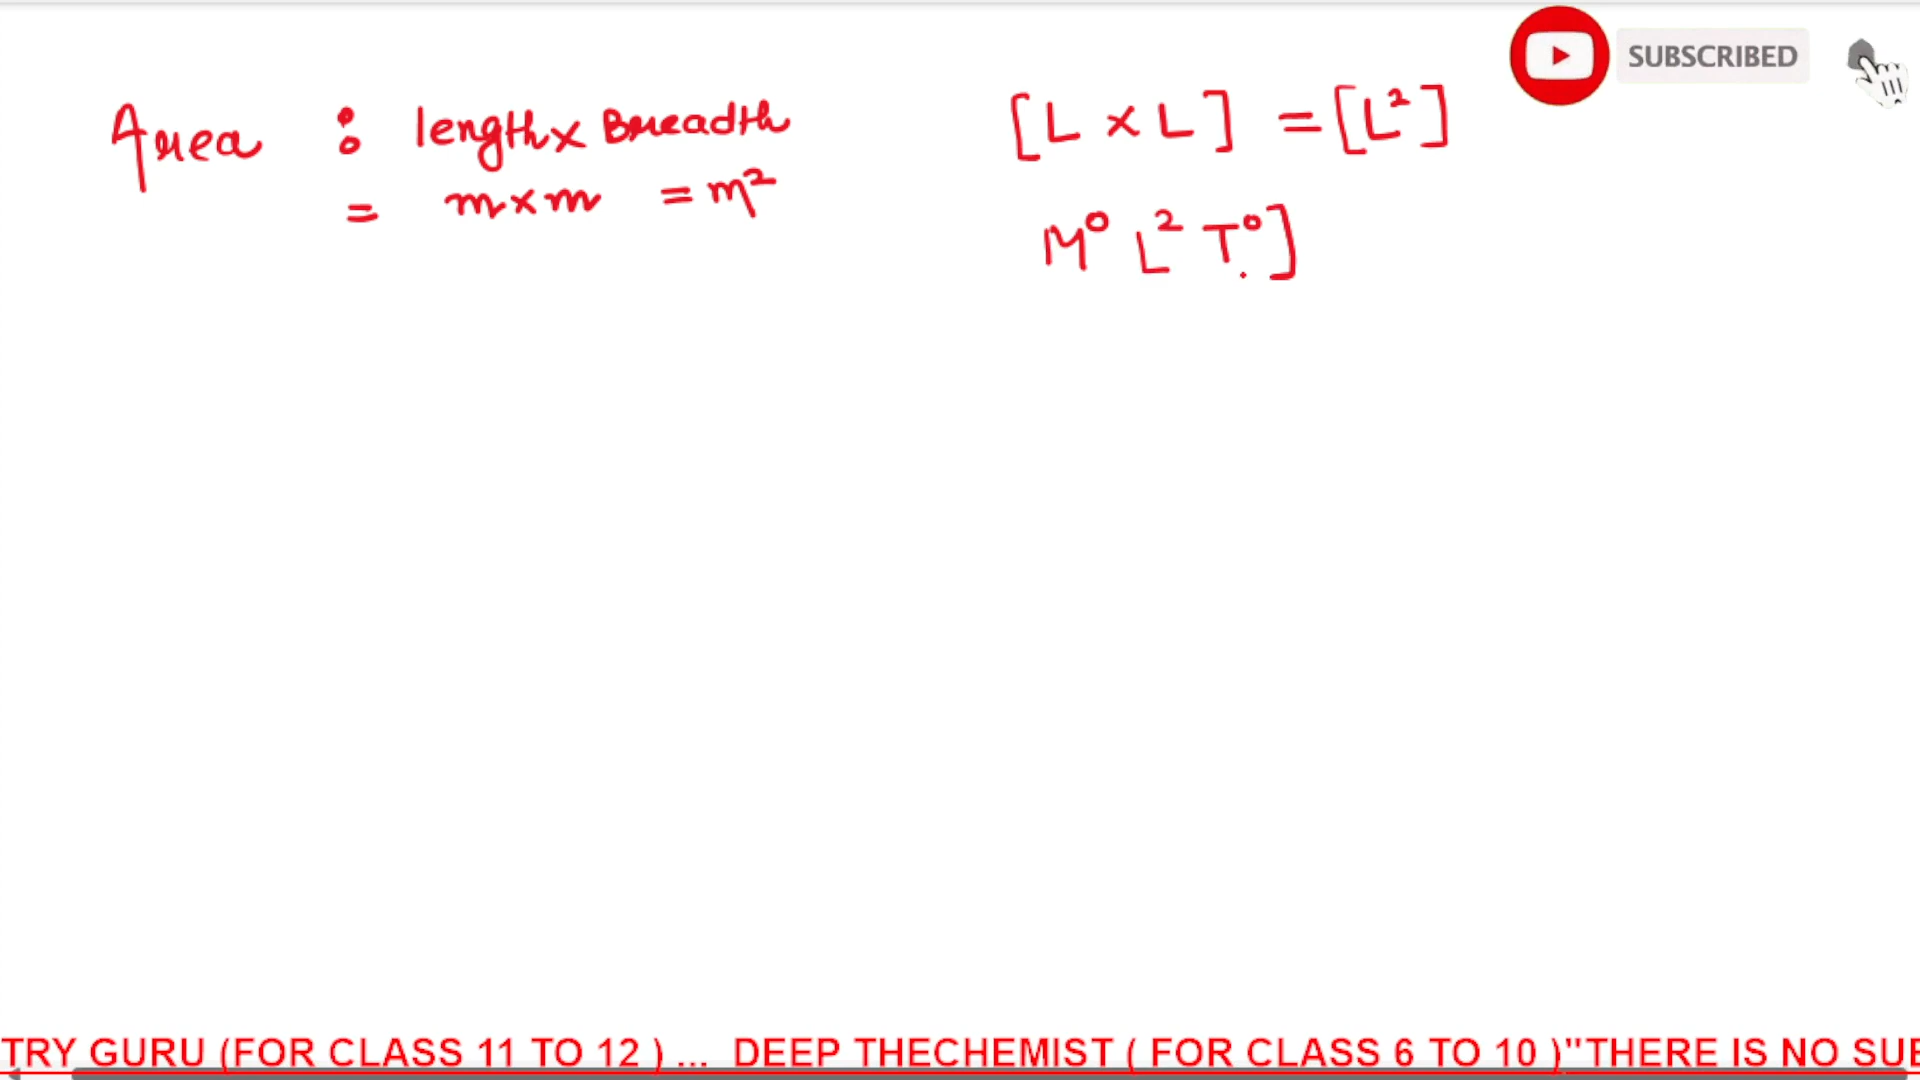 SUBSCRIBED
Area : length x Breadth
= m x m = m²
[L × L] = [L²]
M⁰ L² T⁰]
TRY GURU (FOR CLASS 11 TO 12 ) ... DEEP THECHEMIST ( FOR CLASS 6 TO 10 )"THERE IS NO SUB